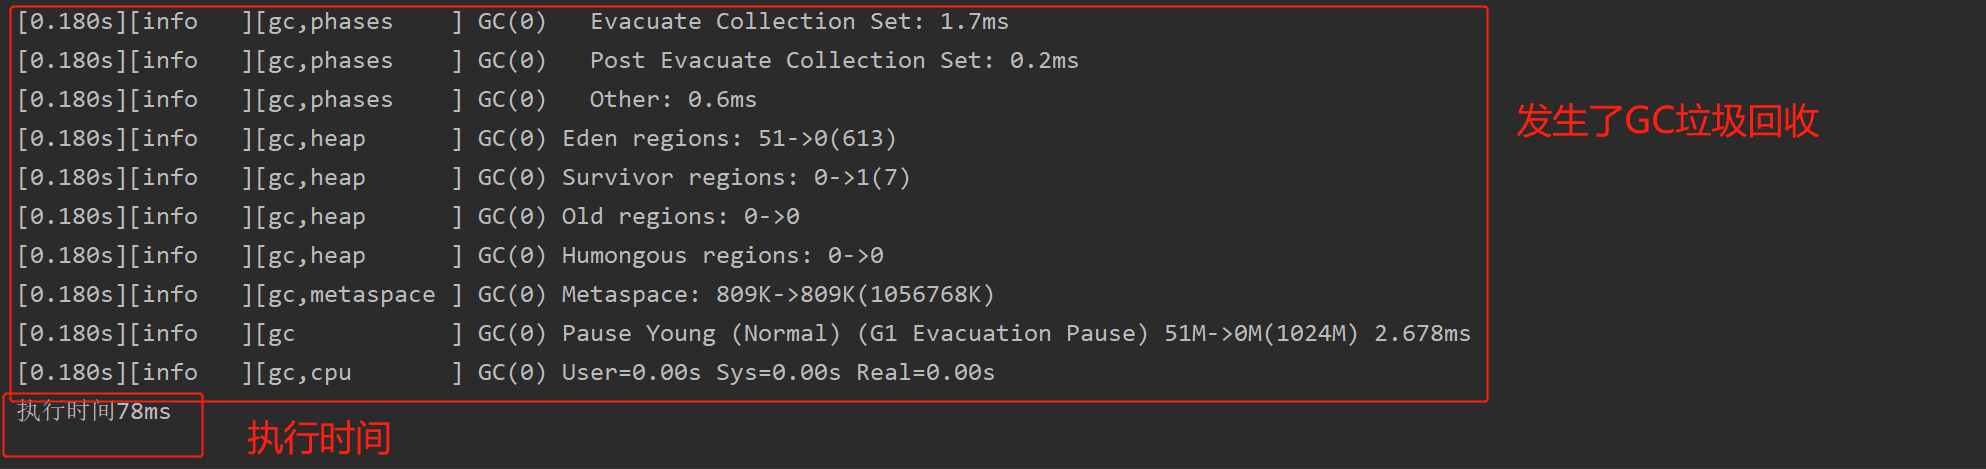 [0.180s][info   ][gc,phases    ] GC(0)   Evacuate Collection Set: 1.7ms
[0.180s][info   ][gc,phases    ] GC(0)   Post Evacuate Collection Set: 0.2ms
[0.180s][info   ][gc,phases    ] GC(0)   Other: 0.6ms
发生了GC垃圾回收
[0.180s][info   ][gc,heap      ] GC(0) Eden regions: 51->0(613)
[0.180s][info   ][gc,heap      ] GC(0) Survivor regions: 0->1(7)
[0.180s][info   ][gc,heap      ] GC(0) Old regions: 0->0
[0.180s][info   ][gc,heap      ] GC(0) Humongous regions: 0->0
[0.180s][info   ][gc,metaspace ] GC(0) Metaspace: 809K->809K(1056768K)
[0.180s][info   ][gc           ] GC(0) Pause Young (Normal) (G1 Evacuation Pause) 51M->0M(1024M) 2.678ms
[0.180s][info   ][gc,cpu       ] GC(0) User=0.00s Sys=0.00s Real=0.00s
执行时间78ms
执行时间